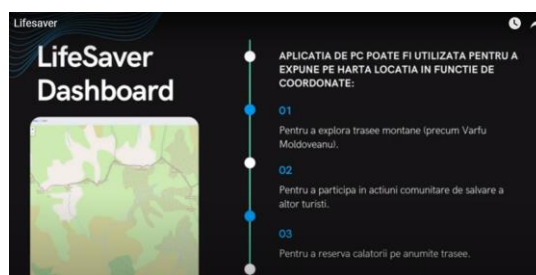 Lifesaver
LifeSaver
Dashboard
APLICATIA DE PC POATE FI UTILIZATA PENTRU A
EXPUNE PE HARTA LOCATIA IN FUNCTIE DE
COORDONATE:
01
Pentru a explora trasee montane (precum Varfu
Moldoveanu).
02
Pentru a participa in actiuni comunitare de salvare a
altor turisti.
03
Pentru a reserva calatorii pe anumite trasee.